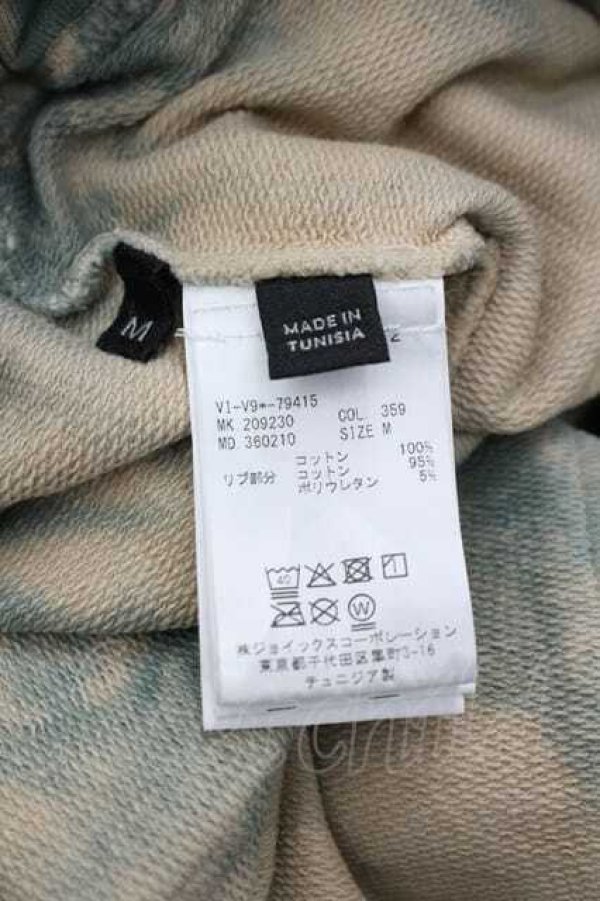 M
MADE IN
TUNISIA
2
VI-V9*-79415
MK 209230 COL 359
MD 360210 SIZE M
コットン 100%
リブ部分 コットン 95%
ポリウレタン 5%
40
W
㈱ジョイックスコーポレーション
東京都千代田区隼町3-16
チュニジア製